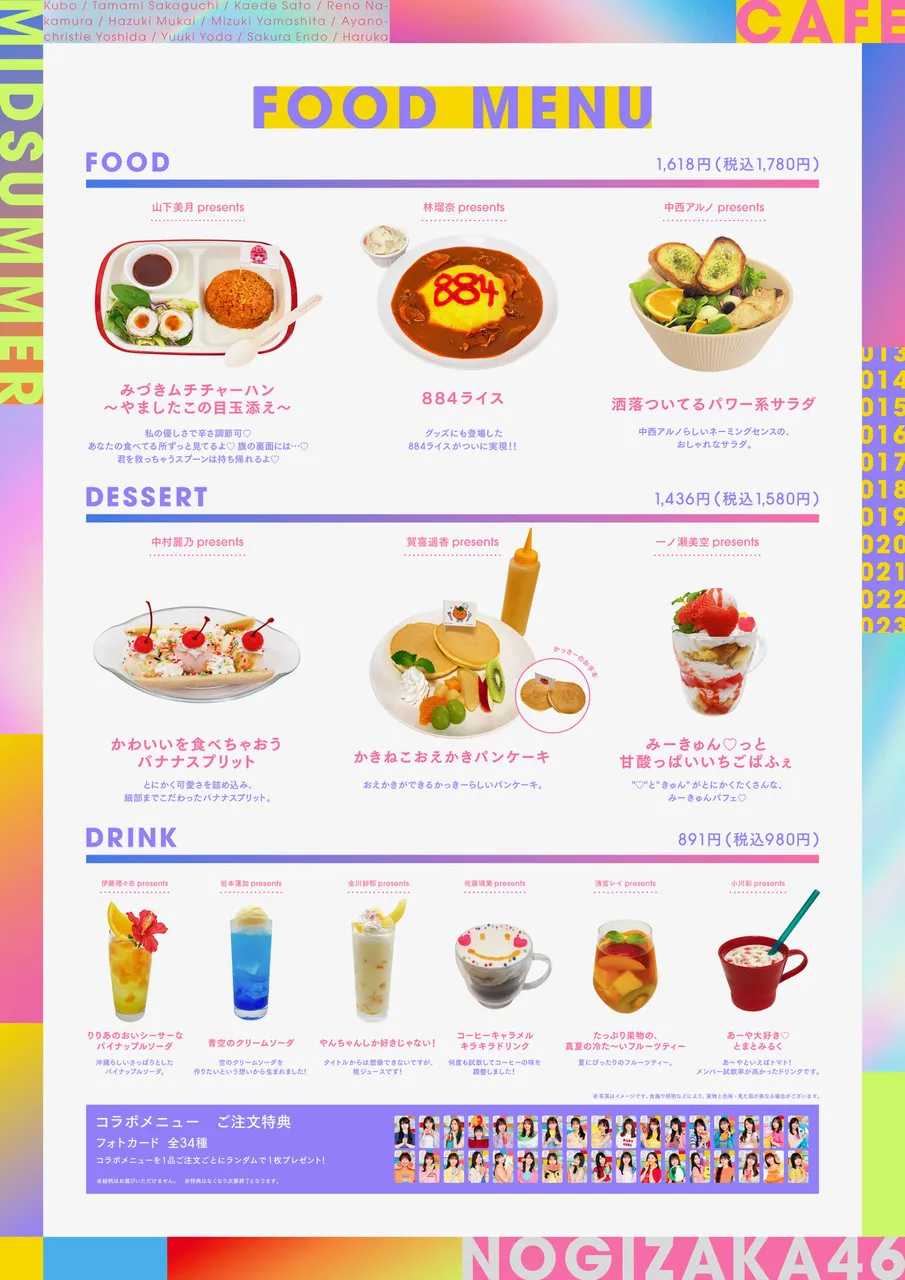 Kubo / Tamami Sakaguchi / Kaede Sato / Reno Na-
kamura / Hazuki Mukai / Mizuki Yamashita / Ayano-
christie Yoshida / Yuuki Yoda / Sakura Endo / Haruka
CAFE
MIDSUMMER
FOOD MENU
FOOD
1,618円(税込1,780円)
山下美月 presents
林瑠奈 presents
中西アルノ presents
884
みづきムチチャーハン
〜やましたこの目玉添え〜
私の優しさで辛さ調節可♡
あなたの食べてる所ずっと見てるよ♡ 旗の裏面には…♡
君を救っちゃうスプーンは持ち帰れるよ♡
884ライス
グッズにも登場した
884ライスがついに実現!!
洒落ついてるパワー系サラダ
中西アルノらしいネーミングセンスの、
おしゃれなサラダ。
013
014
015
016
017
018
019
020
021
022
023
DESSERT
1,436円(税込1,580円)
中村麗乃 presents
賀喜遥香 presents
一ノ瀬美空 presents
かっきーのお手本
かわいいを食べちゃおう
バナナスプリット
とにかく可愛さを詰め込み、
細部までこだわったバナナスプリット。
かきねこおえかきパンケーキ
おえかきができるかっきーらしいパンケーキ。
みーきゅん♡っと
甘酸っぱいいちごぱふぇ
"♡"と"きゅん"がとにかくたくさんな、
みーきゅんパフェ♡
DRINK
891円(税込980円)
伊藤理々杏 presents
岩本蓮加 presents
金川紗耶 presents
佐藤璃果 presents
清宮レイ presents
小川彩 presents
りりあのおいシーサーな
パイナップルソーダ
沖縄らしいさっぱりとした
パイナップルソーダ。
青空のクリームソーダ
空のクリームソーダを
作りたいという想いから生まれました!
やんちゃんしか好きじゃない!
タイトルからは想像できないですが、
桃ジュースです!
コーヒーキャラメル
キラキラドリンク
何度も試飲してコーヒーの味を
調整しました!
たっぷり果物の、
真夏の冷た〜いフルーツティー
夏にぴったりのフルーツティー。
あーや大好き♡
とまとみるく
あーやといえばトマト!
メンバー試飲率が高かったドリンクです。
※写真はイメージです。食器や照明などにより、実物と色味・見た目が異なる場合がございます。
コラボメニュー ご注文特典
フォトカード 全34種
コラボメニューを1品ご注文ごとにランダムで1枚プレゼント!
※絵柄はお選びいただけません。 ※特典はなくなり次第終了となります。
NOGIZAKA46